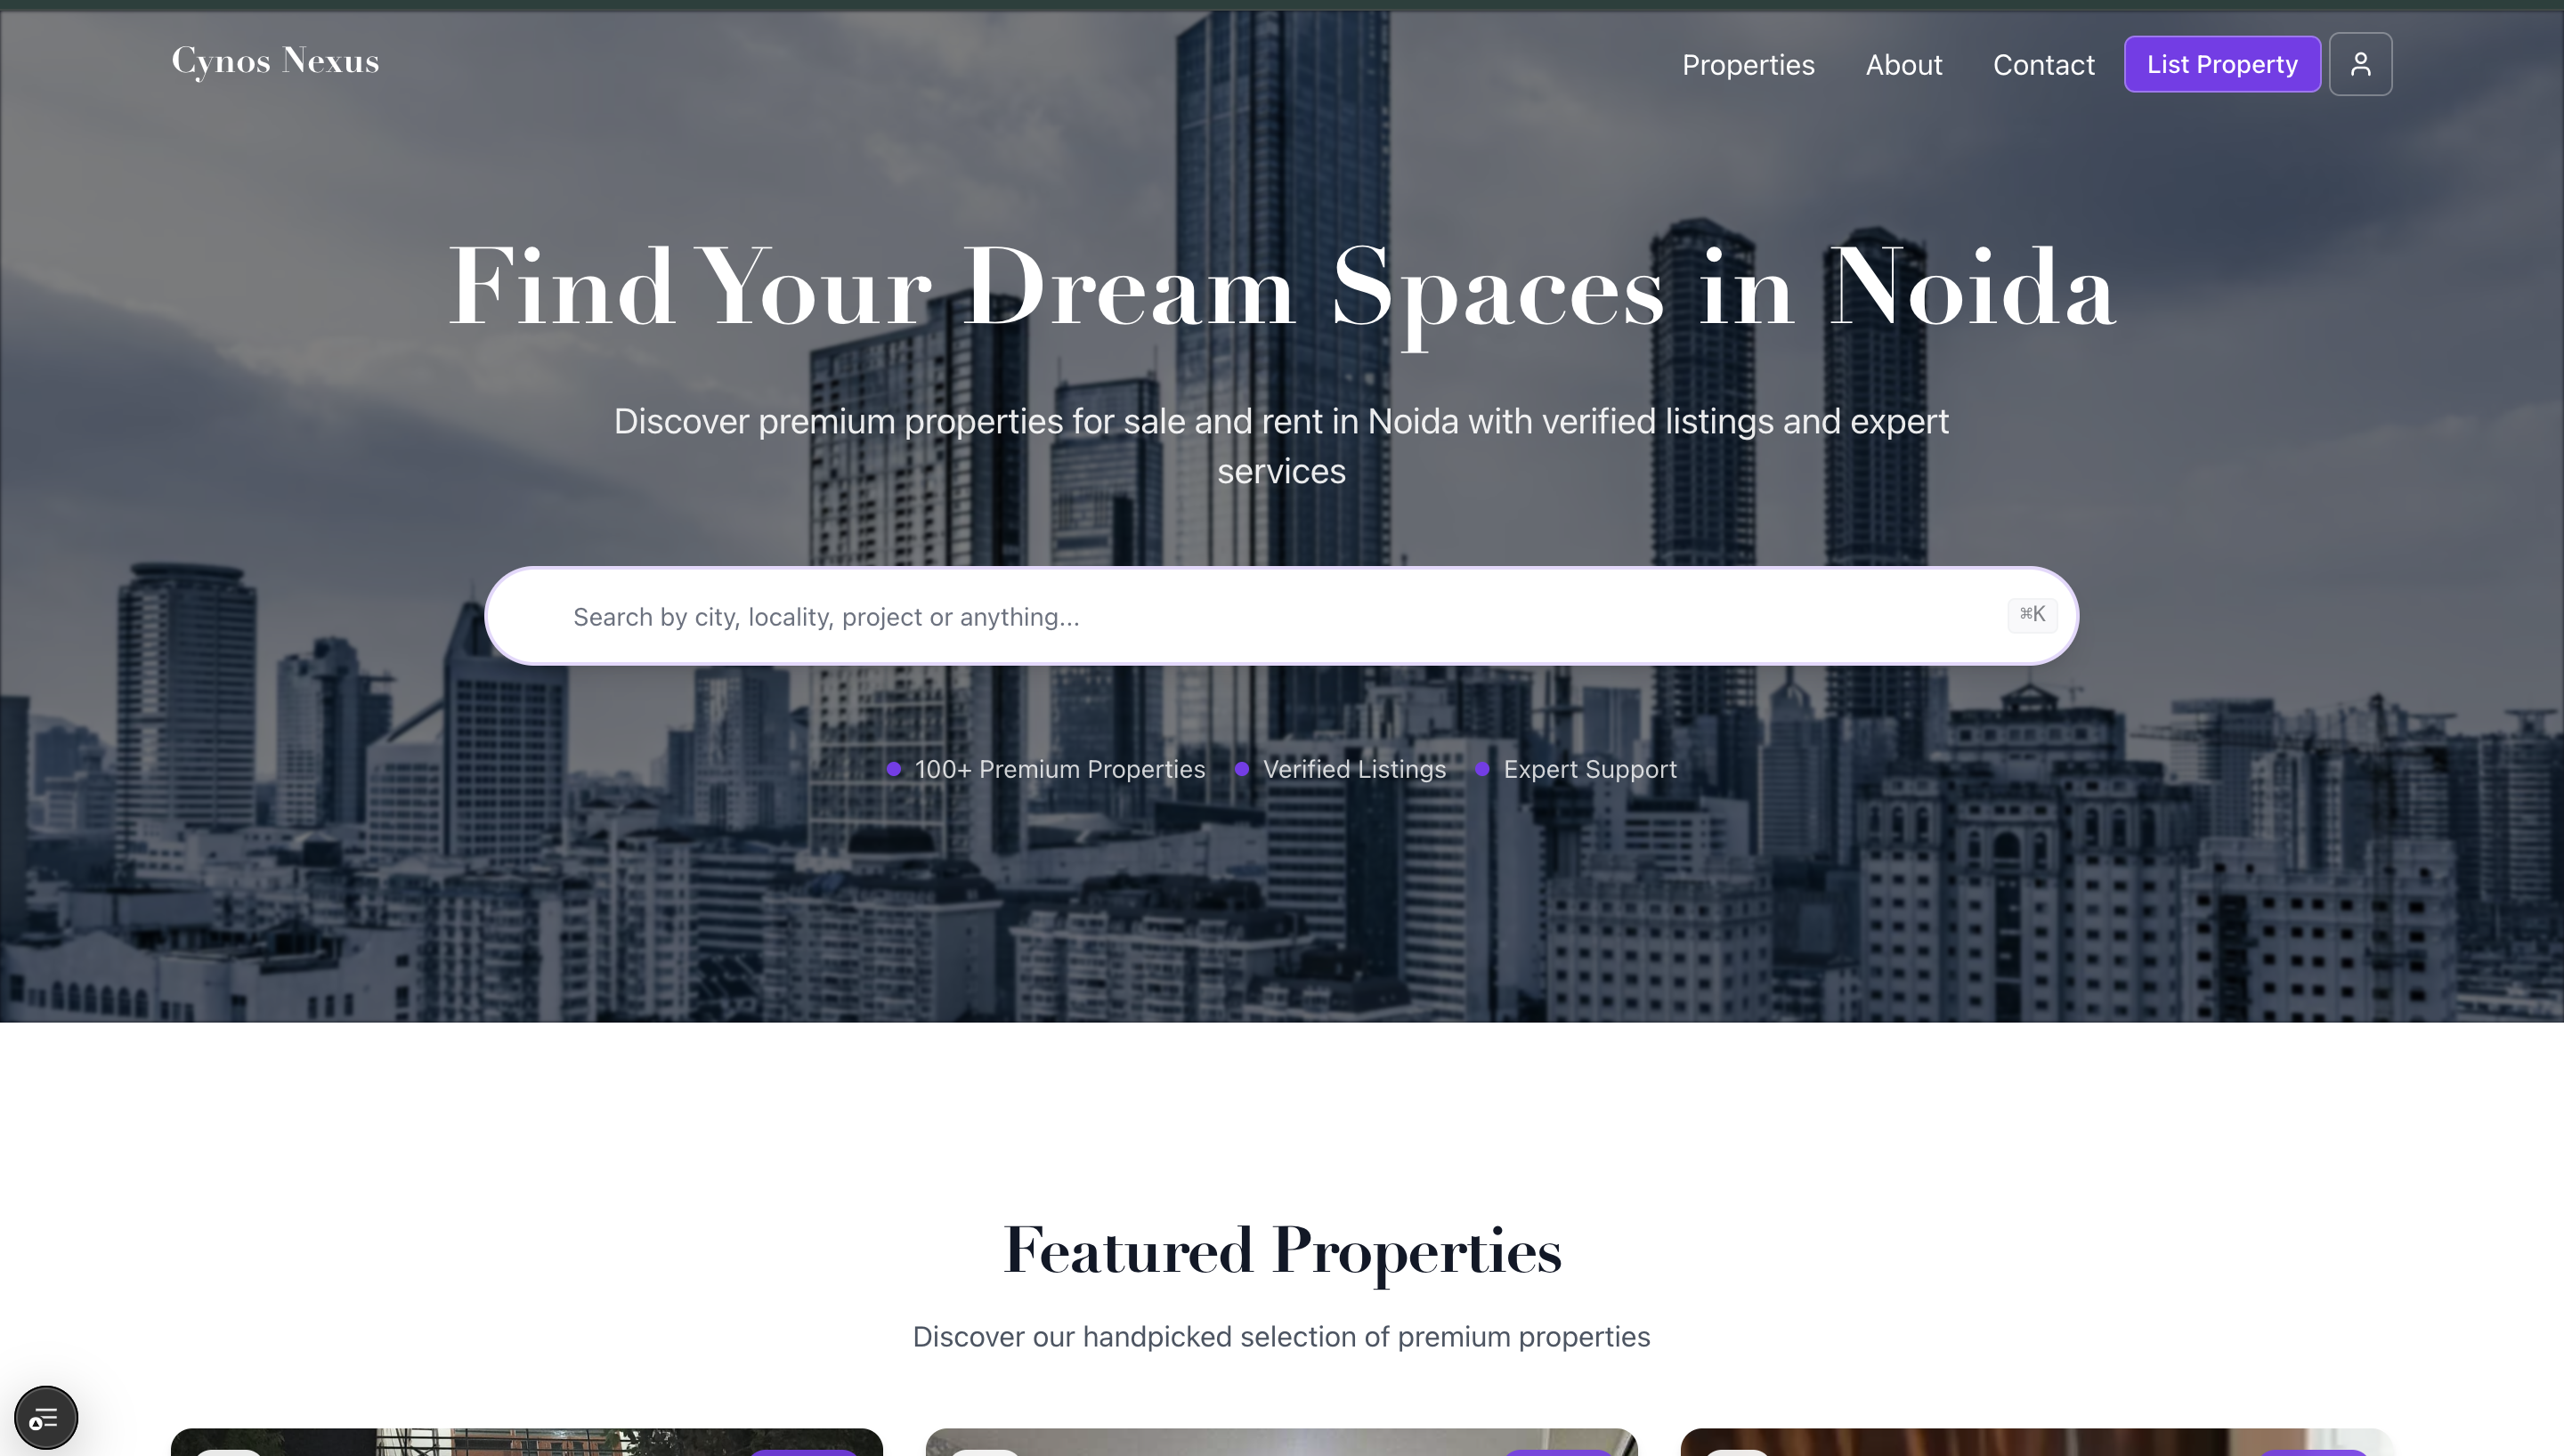 Cynos Nexus
Properties
About
Contact
List Property
Find Your Dream Spaces in Noida
Discover premium properties for sale and rent in Noida with verified listings and expert
services
Search by city, locality, project or anything...
⌘K
100+ Premium Properties
Verified Listings
Expert Support
Featured Properties
Discover our handpicked selection of premium properties